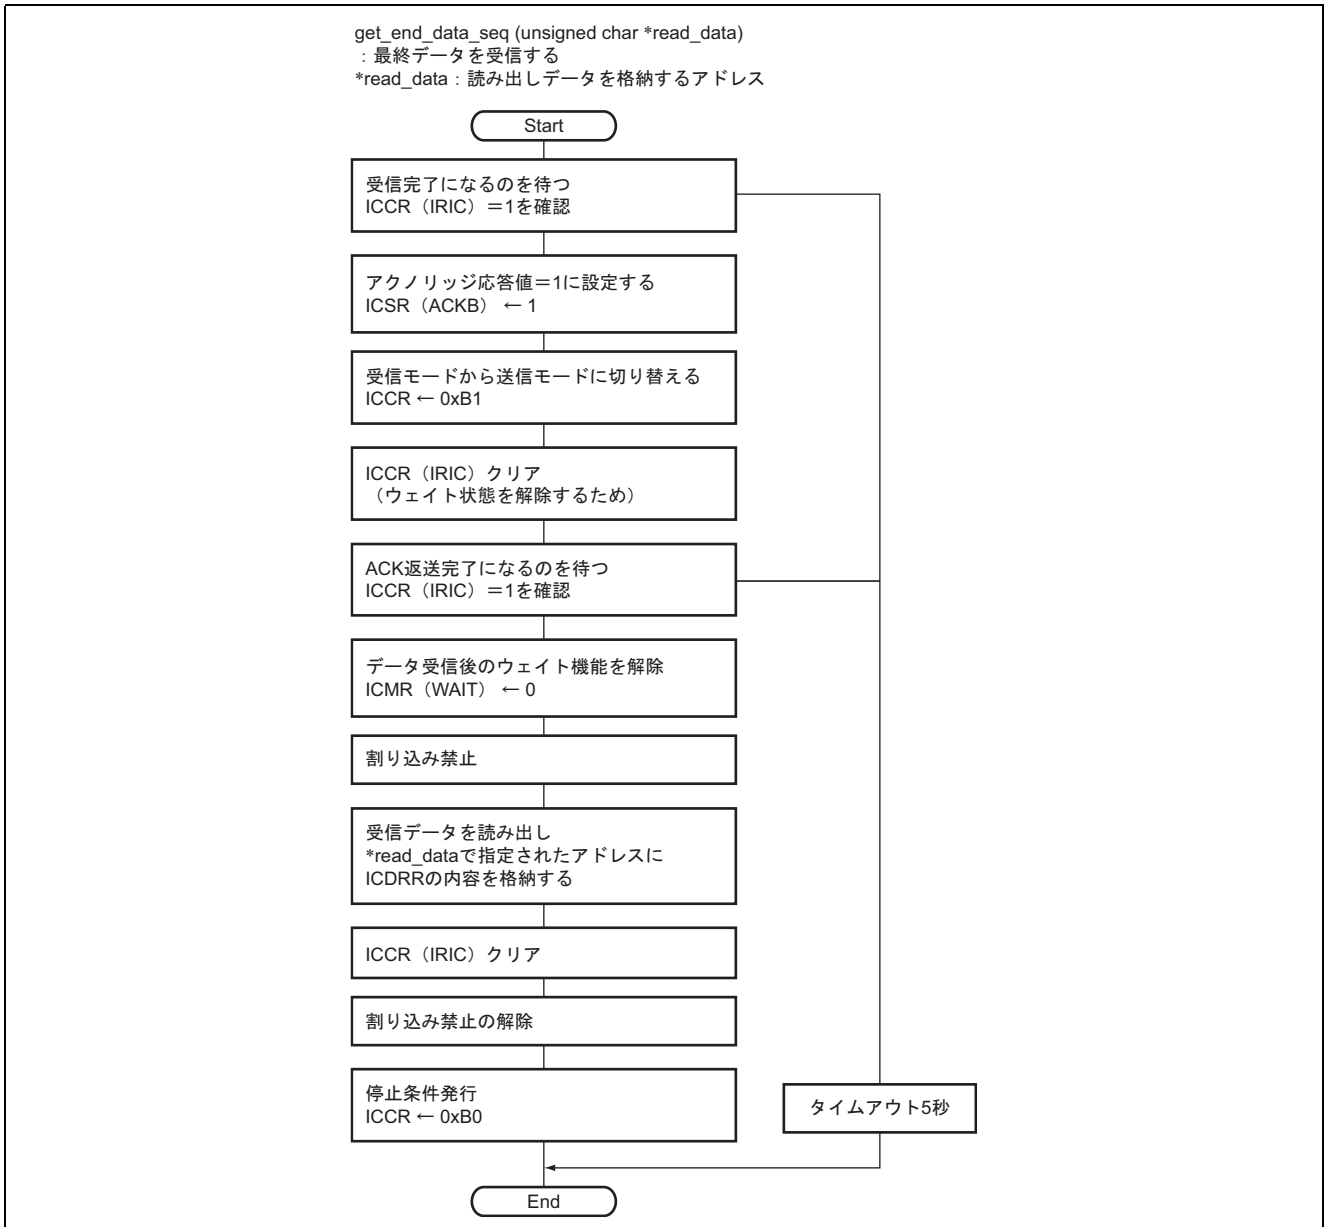 get_end_data_seq (unsigned char *read_data)
：最終データを受信する
*read_data：読み出しデータを格納するアドレス
Start
受信完了になるのを待つ
ICCR（IRIC）＝1を確認
アクノリッジ応答値＝1に設定する
ICSR（ACKB）← 1
受信モードから送信モードに切り替える
ICCR ← 0xB1
ICCR（IRIC）クリア
（ウェイト状態を解除するため）
ACK返送完了になるのを待つ
ICCR（IRIC）＝1を確認
データ受信後のウェイト機能を解除
ICMR（WAIT）← 0
割り込み禁止
受信データを読み出し
*read_dataで指定されたアドレスに
ICDRRの内容を格納する
ICCR（IRIC）クリア
割り込み禁止の解除
停止条件発行
ICCR ← 0xB0
タイムアウト5秒
End